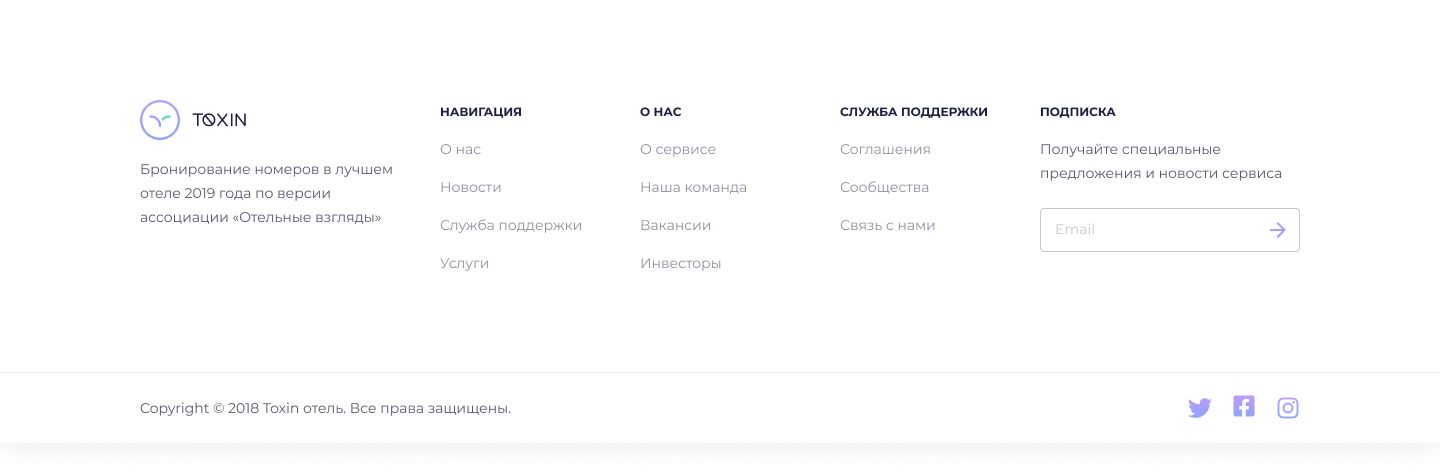 TOXIN
Бронирование номеров в лучшем
отеле 2019 года по версии
ассоциации «Отельные взгляды»
НАВИГАЦИЯ
О нас
Новости
Служба поддержки
Услуги
О НАС
О сервисе
Наша команда
Вакансии
Инвесторы
СЛУЖБА ПОДДЕРЖКИ
Соглашения
Сообщества
Связь с нами
ПОДПИСКА
Получайте специальные
предложения и новости сервиса
Email
Copyright © 2018 Toxin отель. Все права защищены.